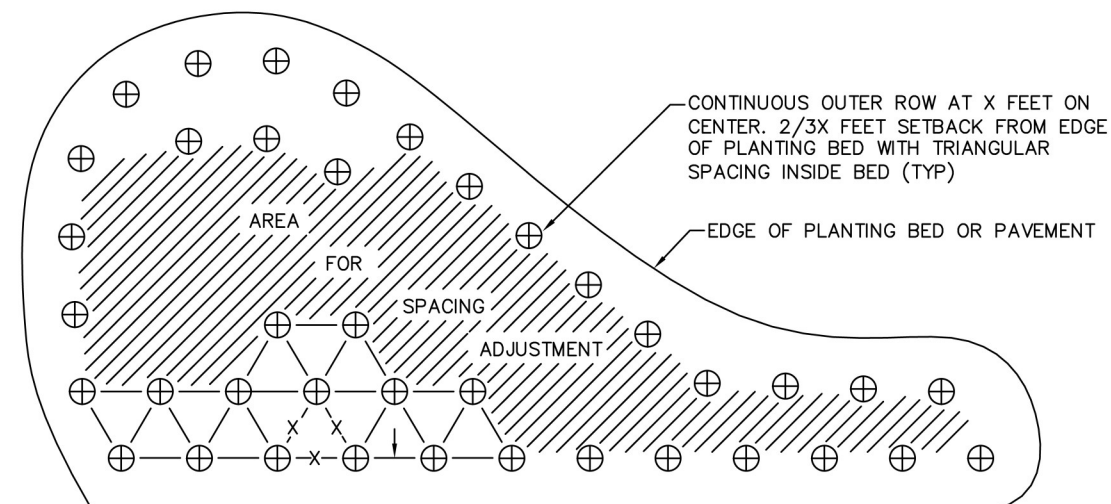 CONTINUOUS OUTER ROW AT X FEET ON
CENTER. 2/3X FEET SETBACK FROM EDGE
OF PLANTING BED WITH TRIANGULAR
SPACING INSIDE BED (TYP)
EDGE OF PLANTING BED OR PAVEMENT
AREA
FOR
SPACING
ADJUSTMENT
X X
X